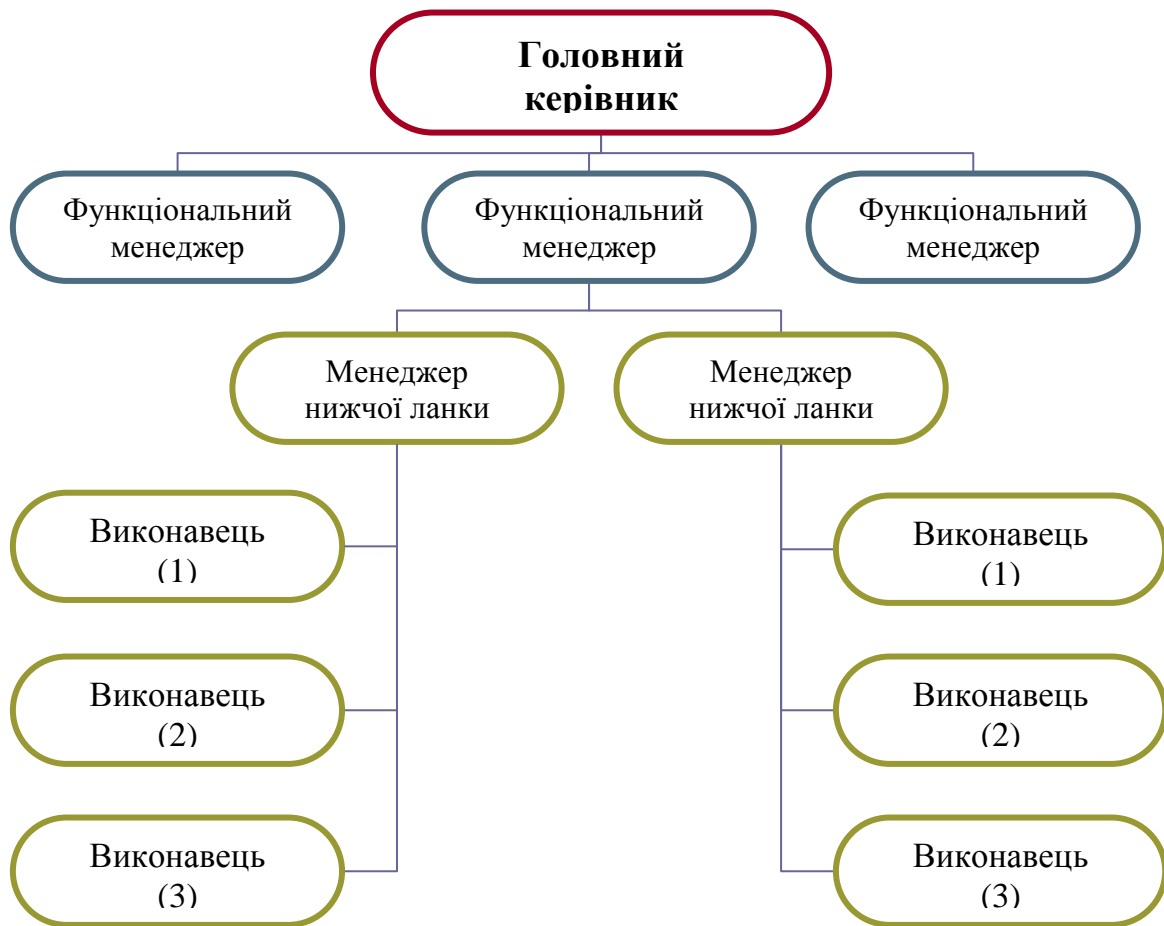 Головний
керівник
Функціональний
менеджер
Функціональний
менеджер
Функціональний
менеджер
Менеджер
нижчої ланки
Менеджер
нижчої ланки
Виконавець
(1)
Виконавець
(1)
Виконавець
(2)
Виконавець
(2)
Виконавець
(3)
Виконавець
(3)